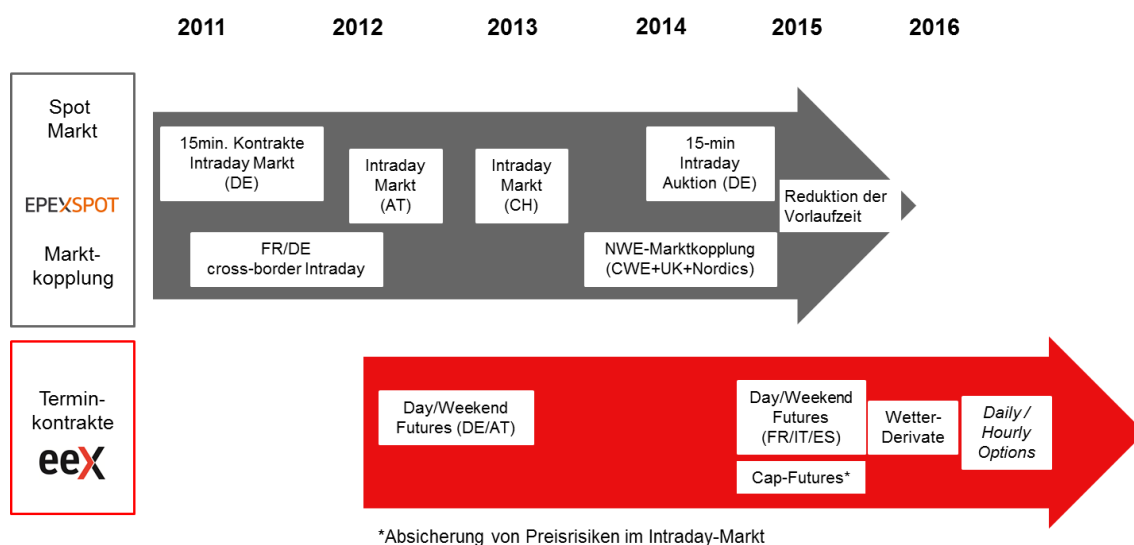 2011 2012 2013 2014 2015 2016
Spot
Markt
EPEXSPOT
Markt-
kopplung
15min. Kontrakte
Intraday Markt
(DE)
Intraday
Markt
(AT)
Intraday
Markt
(CH)
15-min
Intraday
Auktion (DE)
Reduktion der
Vorlaufzeit
FR/DE
cross-border Intraday
NWE-Marktkopplung
(CWE+UK+Nordics)
Termin-
kontrakte
eex
Day/Weekend
Futures (DE/AT)
Day/Weekend
Futures
(FR/IT/ES)
Cap-Futures*
Wetter-
Derivate
Daily /
Hourly
Options
*Absicherung von Preisrisiken im Intraday-Markt